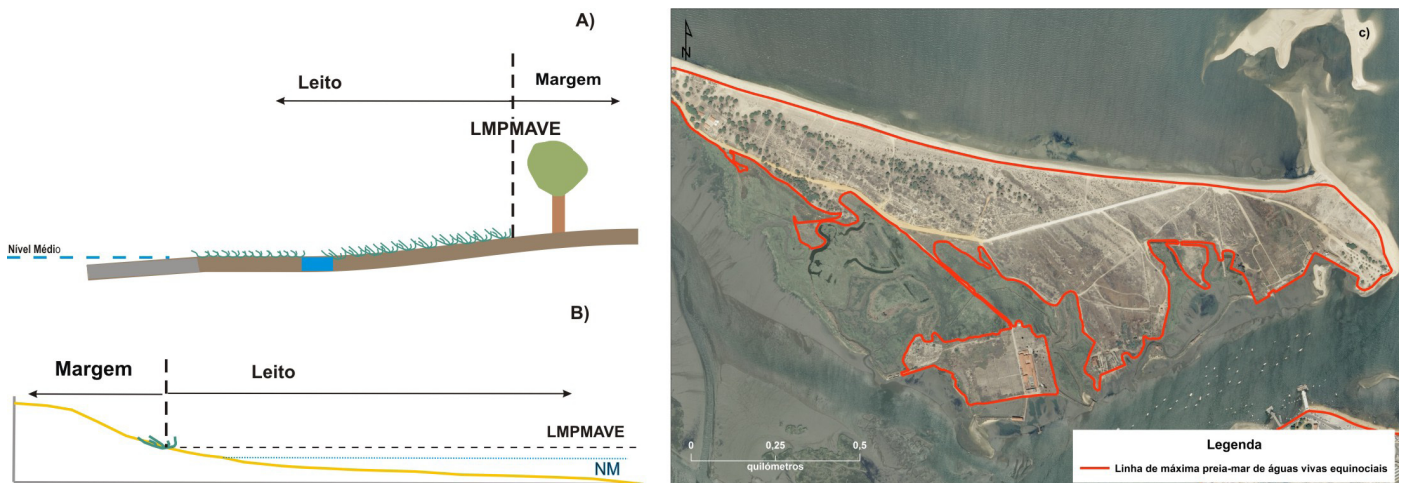 A)
Leito
Margem
LMPMAVE
Nível Médio
B)
Margem
Leito
LMPMAVE
NM
c)
N
0
0,25
0,5
quilómetros
Legenda
Linha de máxima preia-mar de águas vivas equinociais